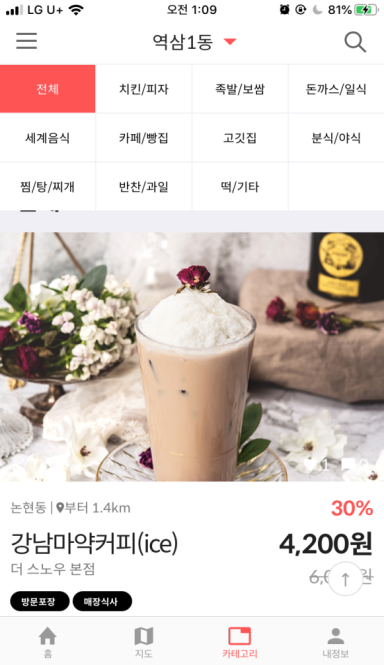 LG U+ 오전 1:09 81%
역삼1동
전체 치킨/피자 족발/보쌈 돈까스/일식
세계음식 카페/빵집 고깃집 분식/야식
찜/탕/찌개 반찬/과일 떡/기타
논현동 | 부터 1.4km 30%
강남마약커피(ice) 4,200원
더 스노우 본점
방문포장 매장식사
홈 지도 카테고리 내정보